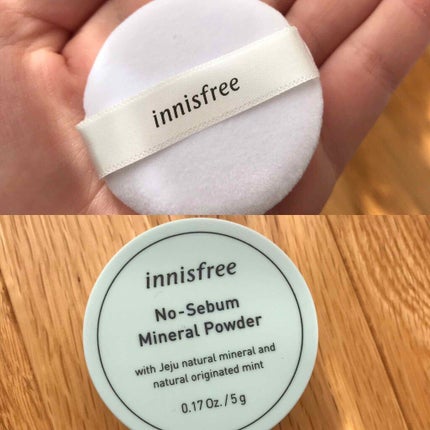 innisfree
innisfree
No-Sebum
Mineral Powder
with Jeju natural mineral and
natural originated mint
0.17 Oz. / 5 g